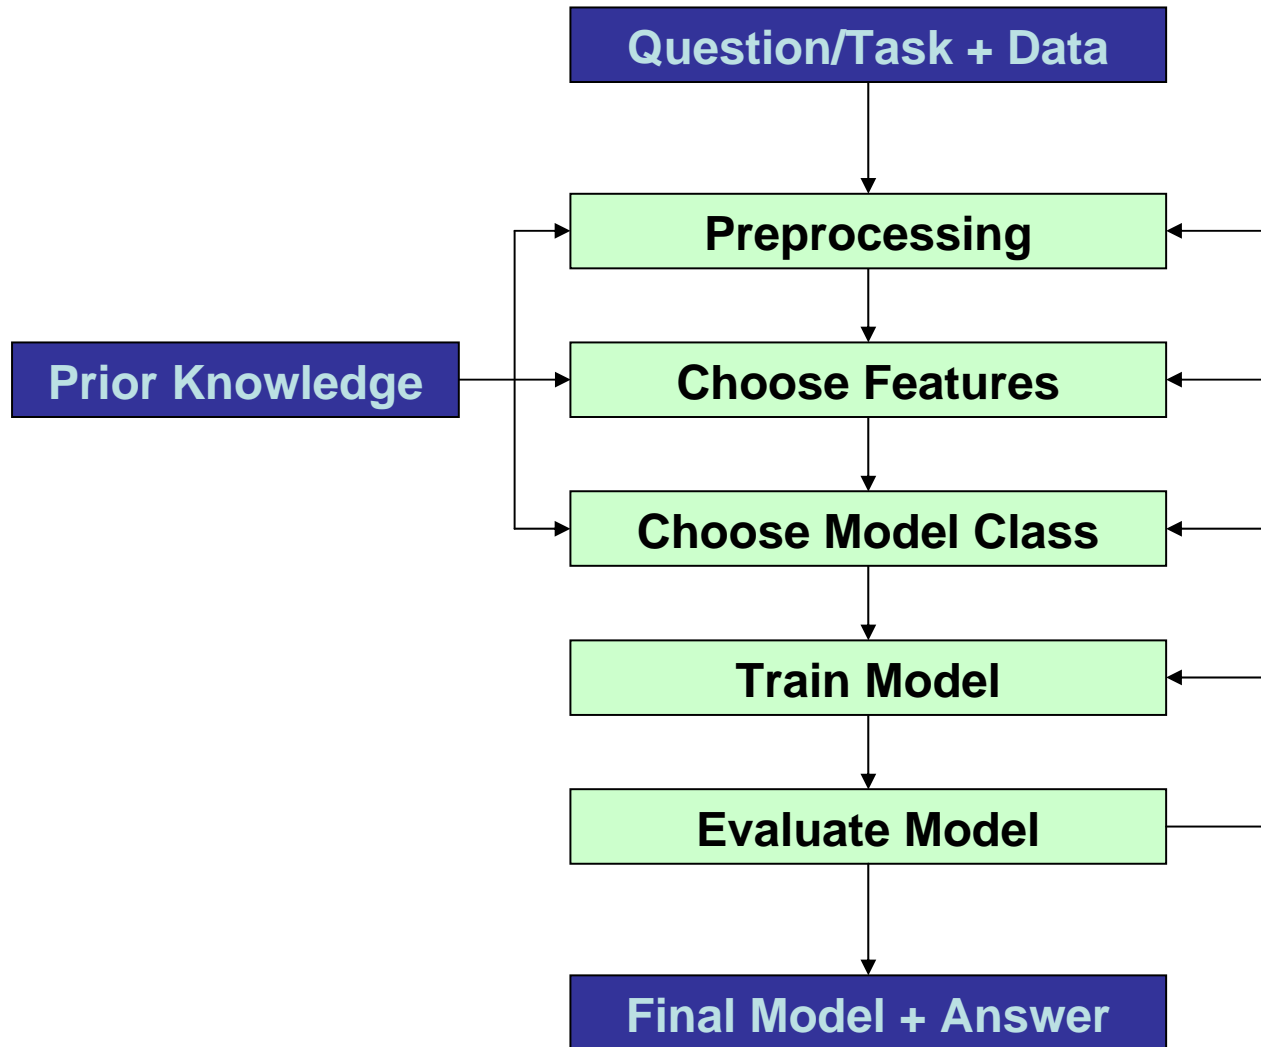 Question/Task + Data
Preprocessing
Prior Knowledge
Choose Features
Choose Model Class
Train Model
Evaluate Model
Final Model + Answer